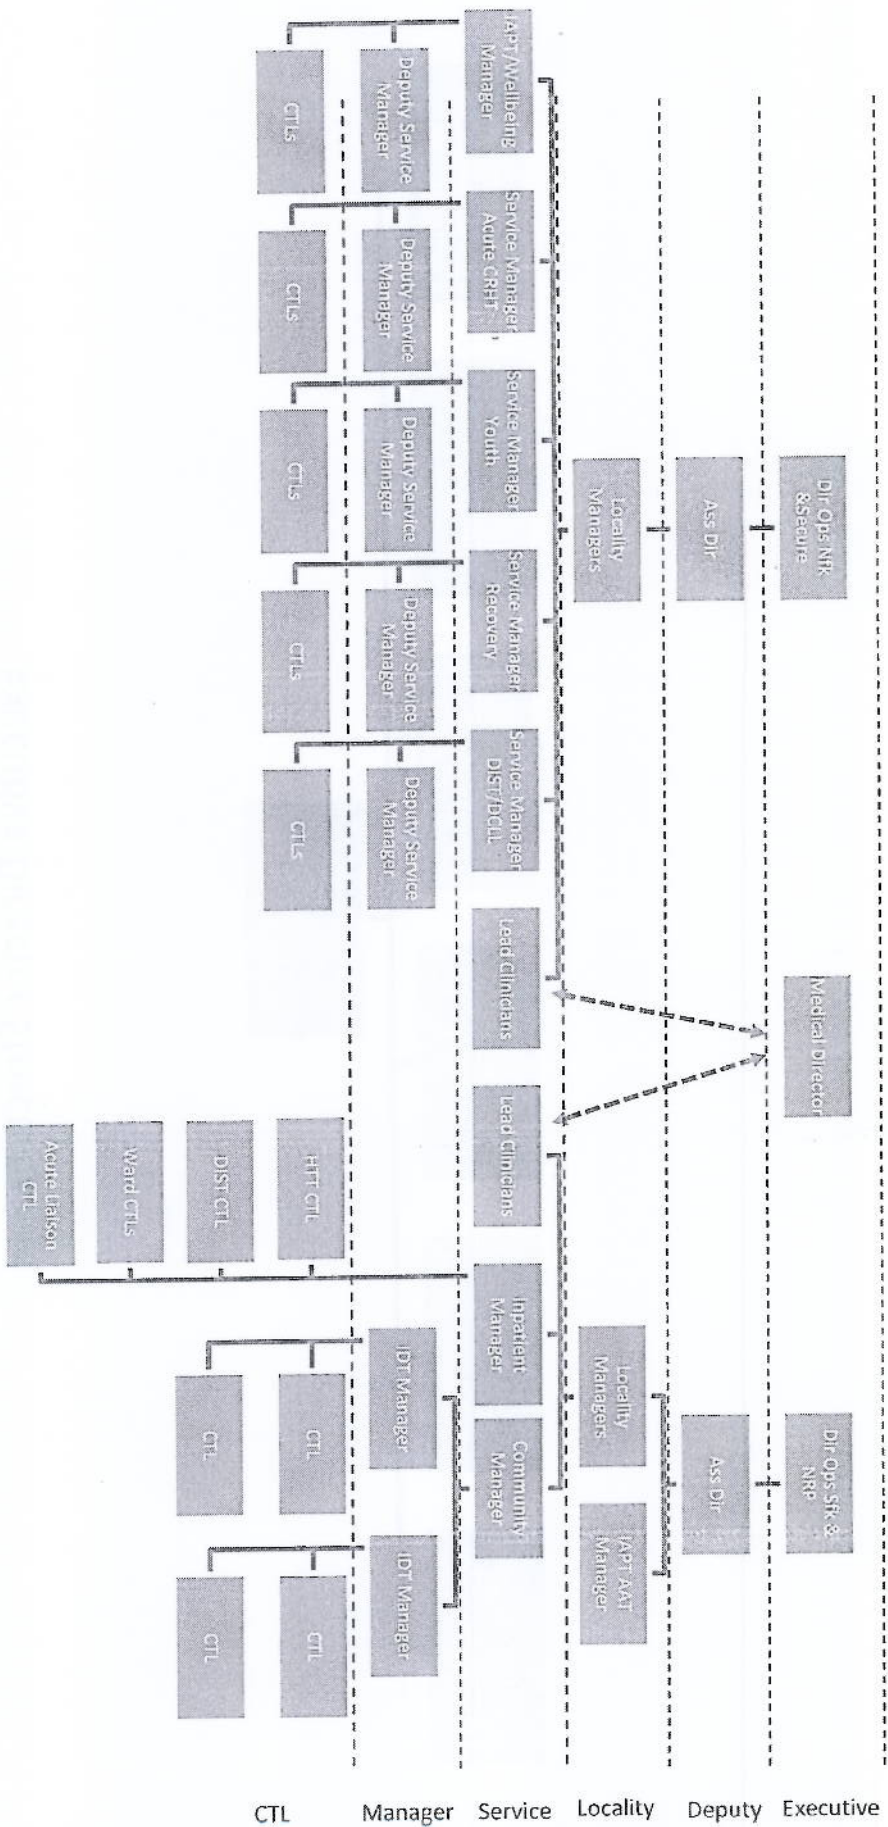 Dir Ops Nfk
&Secure
Medical Director
Dir Ops Sfk &
NRP
Executive
Ass Dir
Ass Dir
Deputy
Locality
Managers
Locality
Managers
IAPT AAT
Manager
Locality
IAPT/Wellbeing
Manager
Service Manager
Acute CRHT
Service Manager
Youth
Service Manager
Recovery
Service Manager
DIST/DCLL
Lead Clinicians
Lead Clinicians
Inpatient
Manager
Community
Manager
Service
Deputy Service
Manager
Deputy Service
Manager
Deputy Service
Manager
Deputy Service
Manager
Deputy Service
Manager
IDT Manager
IDT Manager
Manager
CTLs
CTLs
CTLs
CTLs
CTLs
HTT CTL
CTL
CTL
CTL
DIST CTL
CTL
CTL
Ward CTLs
Acute Liaison
CTL